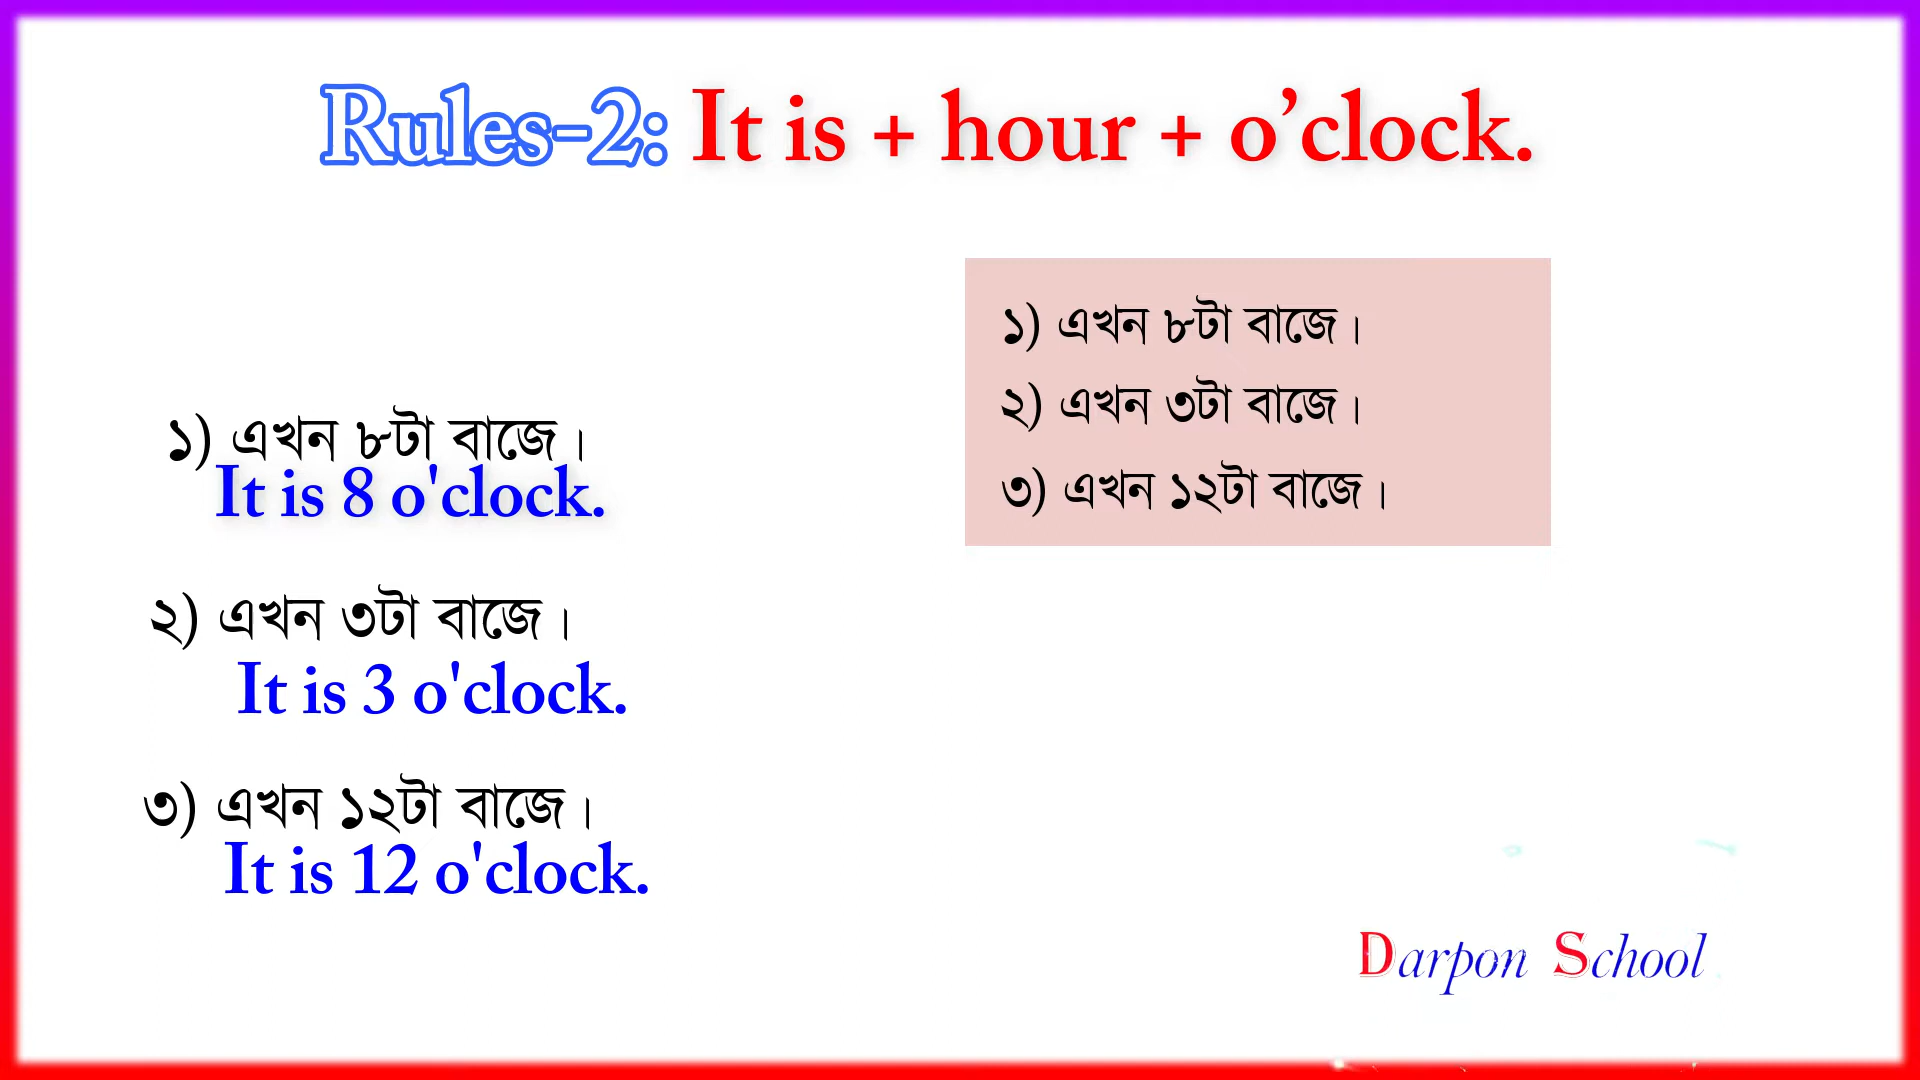 Rules-2: It is + hour + o’clock.
১) এখন ৮টা বাজে।
It is 8 o'clock.
২) এখন ৩টা বাজে।
It is 3 o'clock.
৩) এখন ১২টা বাজে।
It is 12 o'clock.
১) এখন ৮টা বাজে।
২) এখন ৩টা বাজে।
৩) এখন ১২টা বাজে।
Darpon School